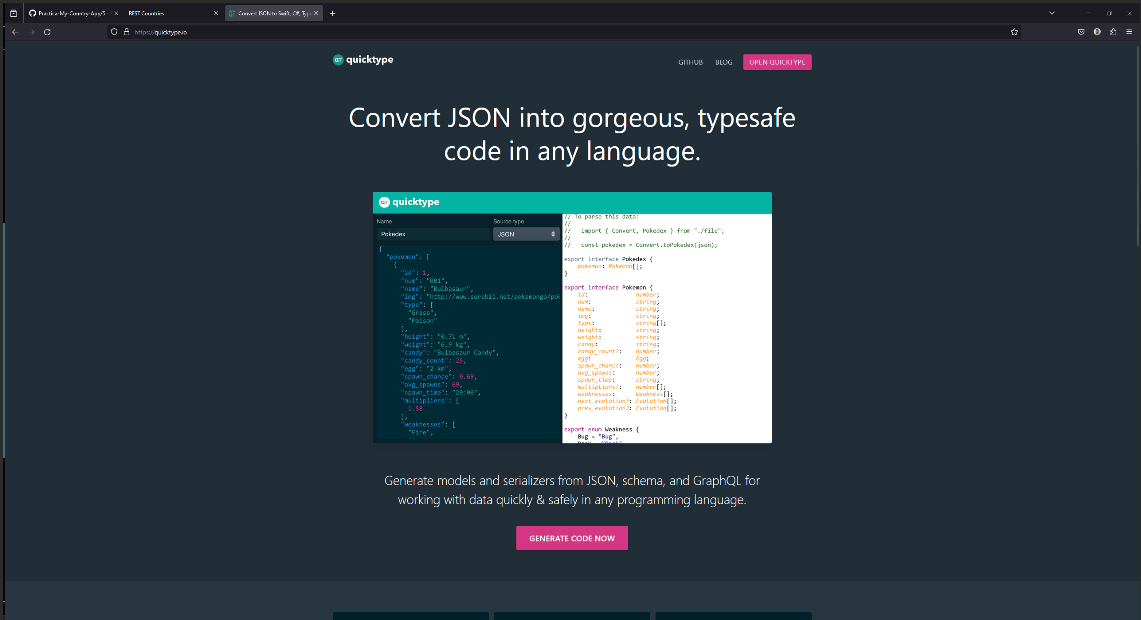 Practica-My-Country-App/5 -
REST Countries
Convert JSON to Swift, C#, Type
https://quicktype.io
QT quicktype
GITHUB
BLOG
OPEN QUICKTYPE
Convert JSON into gorgeous, typesafe
code in any language.
QT quicktype
Name
Source type
Pokedex
JSON
{
"pokemon": [
{
"id": 1,
"num": "001",
"name": "Bulbasaur",
"img": "http://www.serebii.net/pokemongo/po
"type": [
"Grass",
"Poison"
],
"height": "0.71 m",
"weight": "6.9 kg",
"candy": "Bulbasaur Candy",
"candy_count": 25,
"egg": "2 km",
"spawn_chance": 0.69,
"avg_spawns": 69,
"spawn_time": "20:00",
"multipliers": [
1.58
],
"weaknesses": [
"Fire",
// To parse this data:
//
// import { Convert, Pokedex } from "./file";
//
// const pokedex = Convert.toPokedex(json);
export interface Pokedex {
pokemon: Pokemon[];
}
export interface Pokemon {
id: number;
num: string;
name: string;
img: string;
type: string[];
height: string;
weight: string;
candy: string;
candy_count?: number;
egg: Egg;
spawn_chance: number;
avg_spawns: number;
spawn_time: string;
multipliers?: number[];
weaknesses: Weakness[];
next_evolution?: Evolution[];
prev_evolution?: Evolution[];
}
export enum Weakness {
Bug = "Bug",
Generate models and serializers from JSON, schema, and GraphQL for
working with data quickly & safely in any programming language.
GENERATE CODE NOW